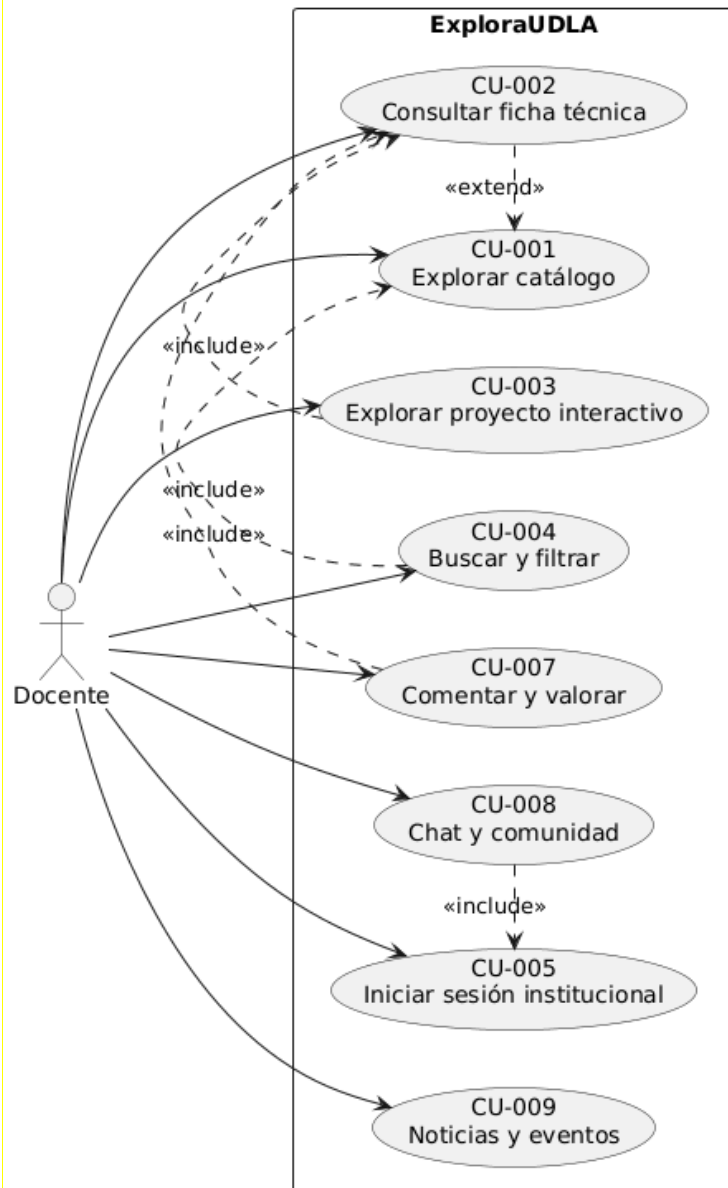 ExploraUDLA
CU-002
Consultar ficha técnica
«extend»
CU-001
Explorar catálogo
«include»
CU-003
Explorar proyecto interactivo
«include»
«include»
CU-004
Buscar y filtrar
CU-007
Comentar y valorar
Docente
CU-008
Chat y comunidad
«include»
CU-005
Iniciar sesión institucional
CU-009
Noticias y eventos